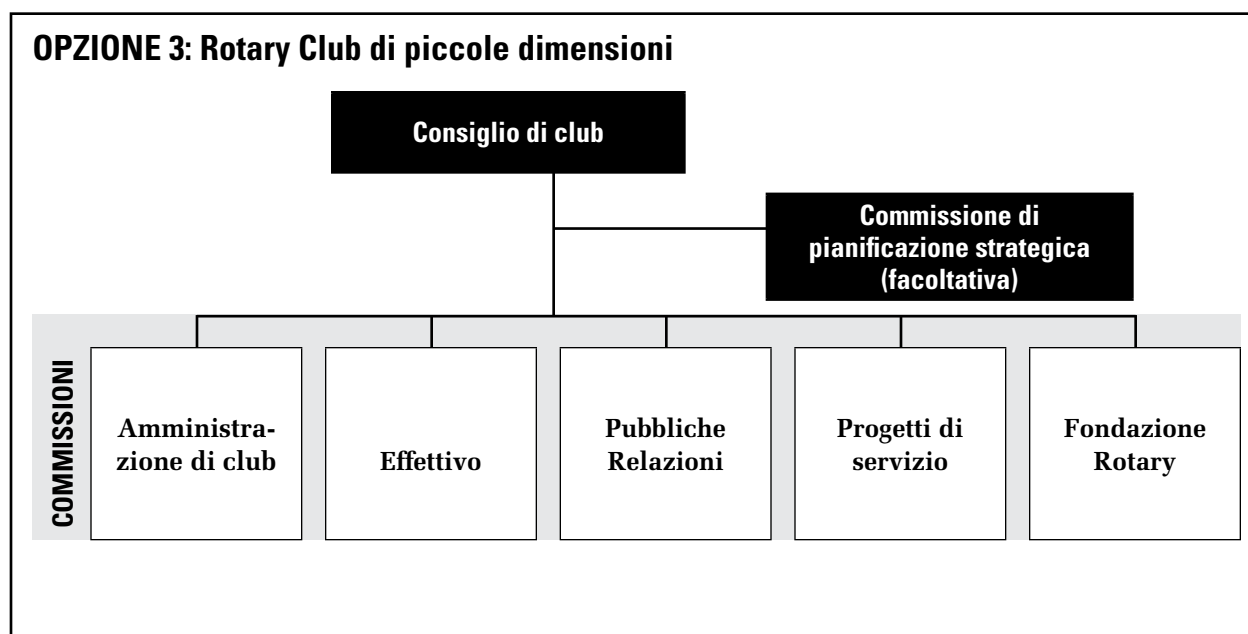 OPZIONE 3: Rotary Club di piccole dimensioni
Consiglio di club
Commissione di
pianificazione strategica
(facoltativa)
COMMISSIONI
Amministra-
zione di club
Effettivo
Pubbliche
Relazioni
Progetti di
servizio
Fondazione
Rotary